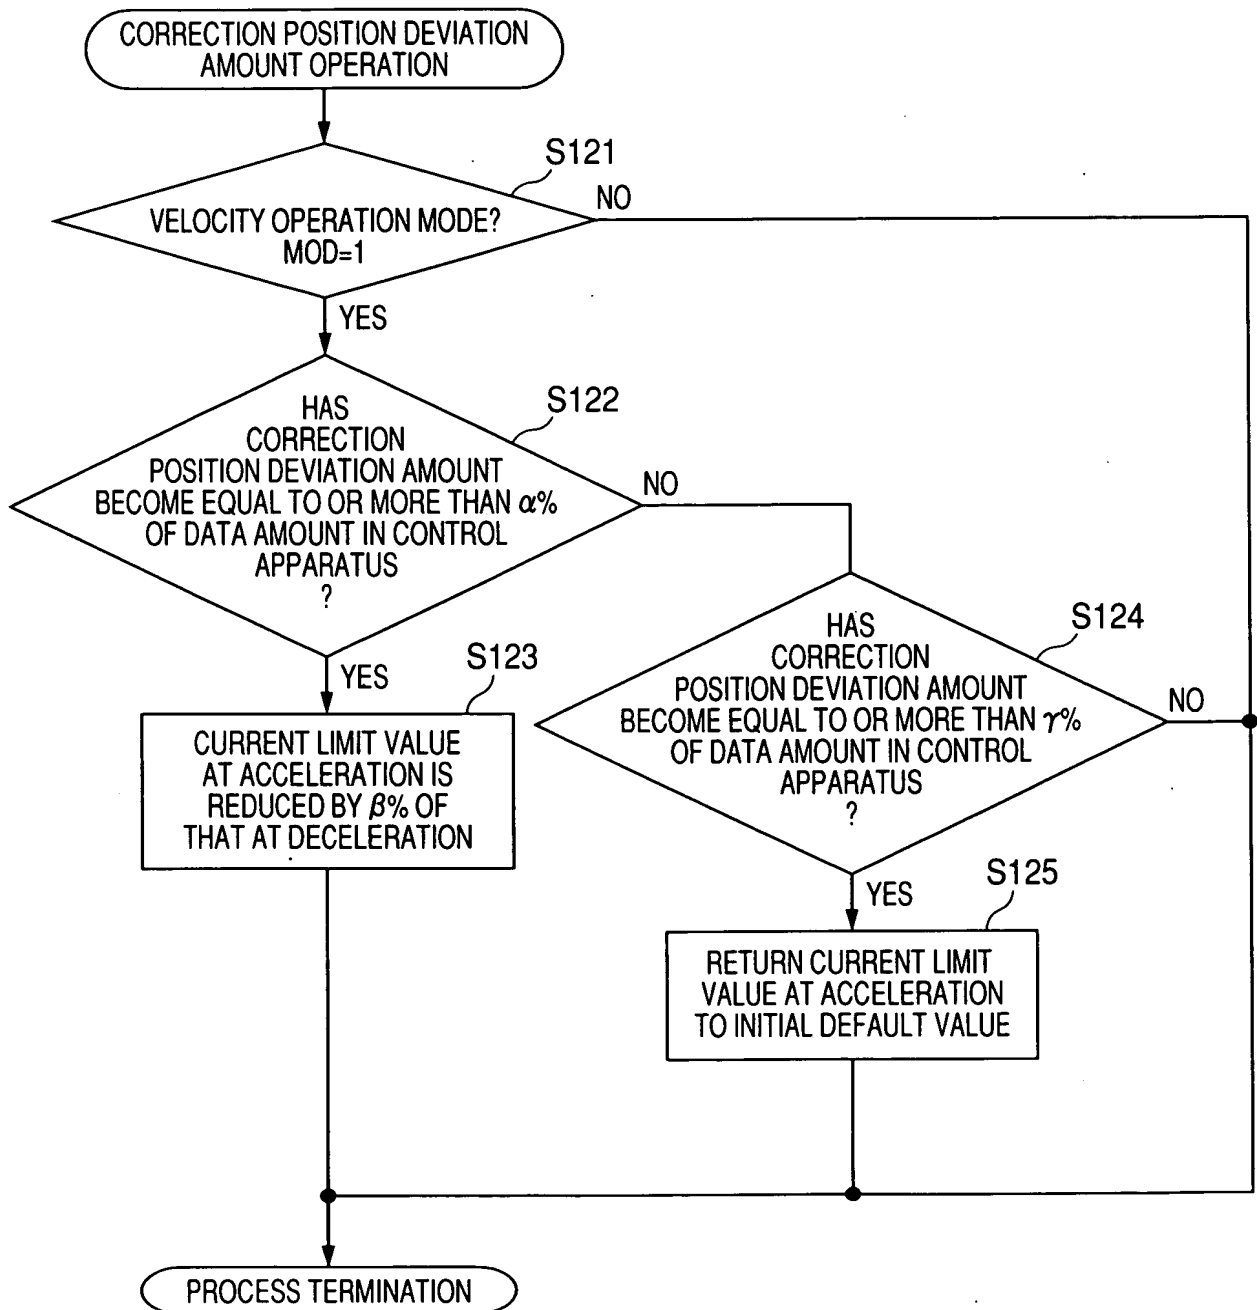 CORRECTION POSITION DEVIATION
AMOUNT OPERATION
S121
VELOCITY OPERATION MODE?
MOD=1
NO
YES
S122
HAS
CORRECTION
POSITION DEVIATION AMOUNT
BECOME EQUAL TO OR MORE THAN α%
OF DATA AMOUNT IN CONTROL
APPARATUS
?
NO
YES
S123
CURRENT LIMIT VALUE
AT ACCELERATION IS
REDUCED BY β% OF
THAT AT DECELERATION
S124
HAS
CORRECTION
POSITION DEVIATION AMOUNT
BECOME EQUAL TO OR MORE THAN γ%
OF DATA AMOUNT IN CONTROL
APPARATUS
?
NO
YES
S125
RETURN CURRENT LIMIT
VALUE AT ACCELERATION
TO INITIAL DEFAULT VALUE
PROCESS TERMINATION